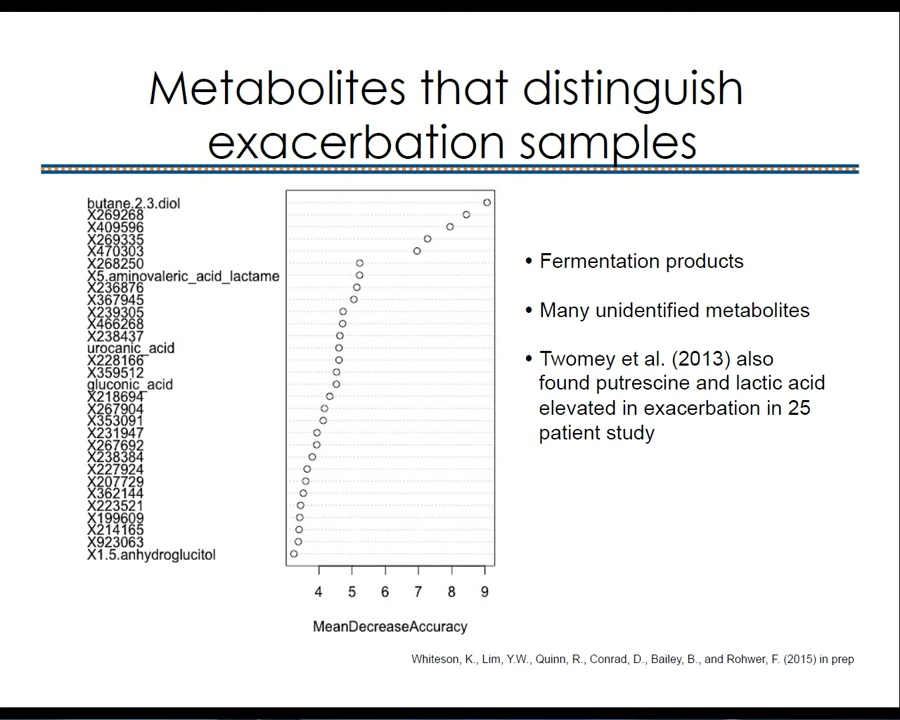 Metabolites that distinguish
exacerbation samples
butane.2.3.diol
X269268
X409596
X269335
X470303
X268250
X5.aminovaleric_acid_lactame
X236876
X367945
X239305
X466268
X238437
urocanic_acid
X228166
X359512
gluconic_acid
X218694
X267904
X353091
X231947
X267692
X238384
X227924
X207729
X362144
X223521
X199609
X214165
X923063
X1.5.anhydroglucitol
4 5 6 7 8 9
MeanDecreaseAccuracy
• Fermentation products
• Many unidentified metabolites
• Twomey et al. (2013) also
found putrescine and lactic acid
elevated in exacerbation in 25
patient study
Whiteson, K., Lim, Y.W., Quinn, R., Conrad, D., Bailey, B., and Rohwer, F. (2015) in prep